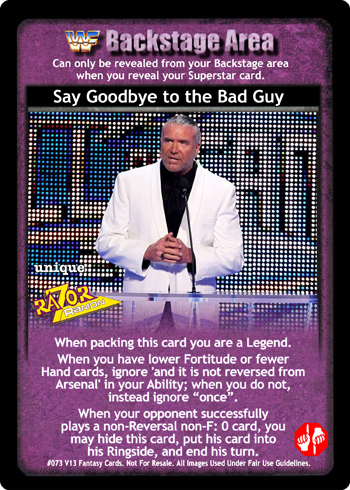 WF Backstage Area
Can only be revealed from your Backstage area
when you reveal your Superstar card.
Say Goodbye to the Bad Guy
unique
RAZOR
RAMON
When packing this card you are a Legend.
When you have lower Fortitude or fewer
Hand cards, ignore 'and it is not reversed from
Arsenal' in your Ability; when you do not,
instead ignore “once”.
When your opponent successfully
plays a non-Reversal non-F: 0 card, you
may hide this card, put his card into
his Ringside, and end his turn.
#073 V13 Fantasy Cards. Not For Resale. All Images Used Under Fair Use Guidelines.